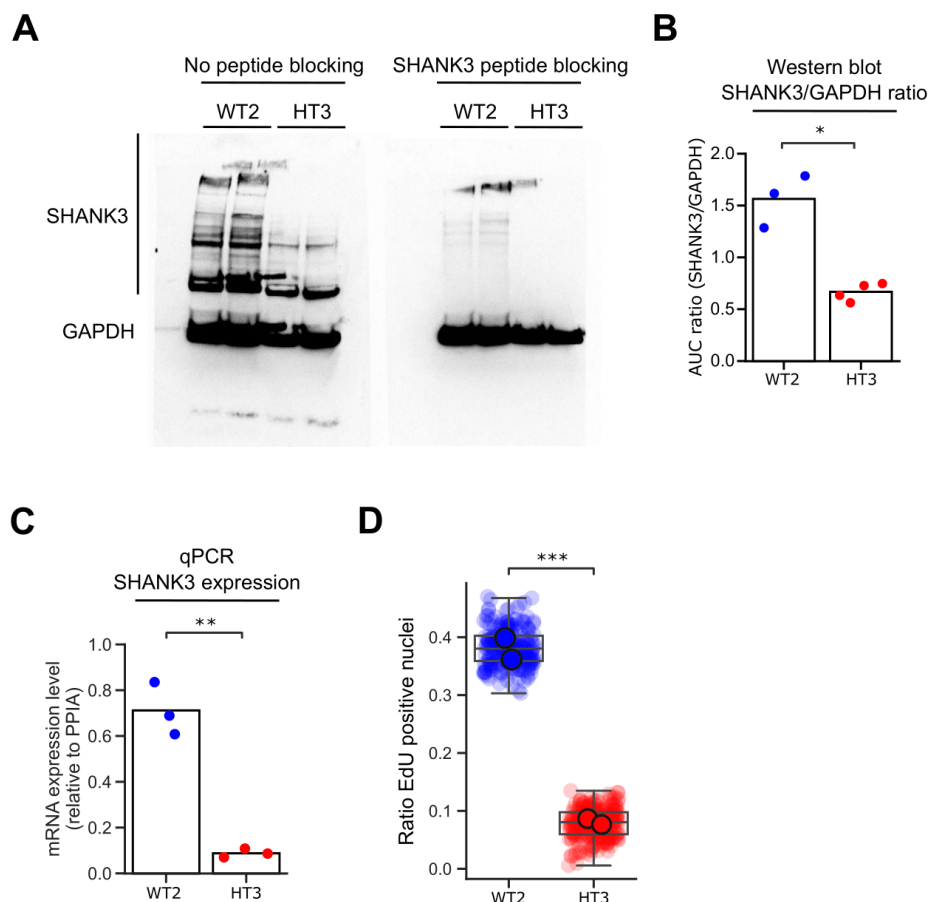 A
No peptide blocking
SHANK3 peptide blocking
WT2
HT3
WT2
HT3
SHANK3
GAPDH
B
Western blot
SHANK3/GAPDH ratio
*
AUC ratio (SHANK3/GAPDH)
2.0
1.5
1.0
0.5
0.0
WT2
HT3
C
qPCR
SHANK3 expression
**
mRNA expression level
(relative to PPIA)
1.0
0.8
0.6
0.4
0.2
0.0
WT2
HT3
D
***
Ratio EdU positive nuclei
0.4
0.3
0.2
0.1
0.0
WT2
HT3